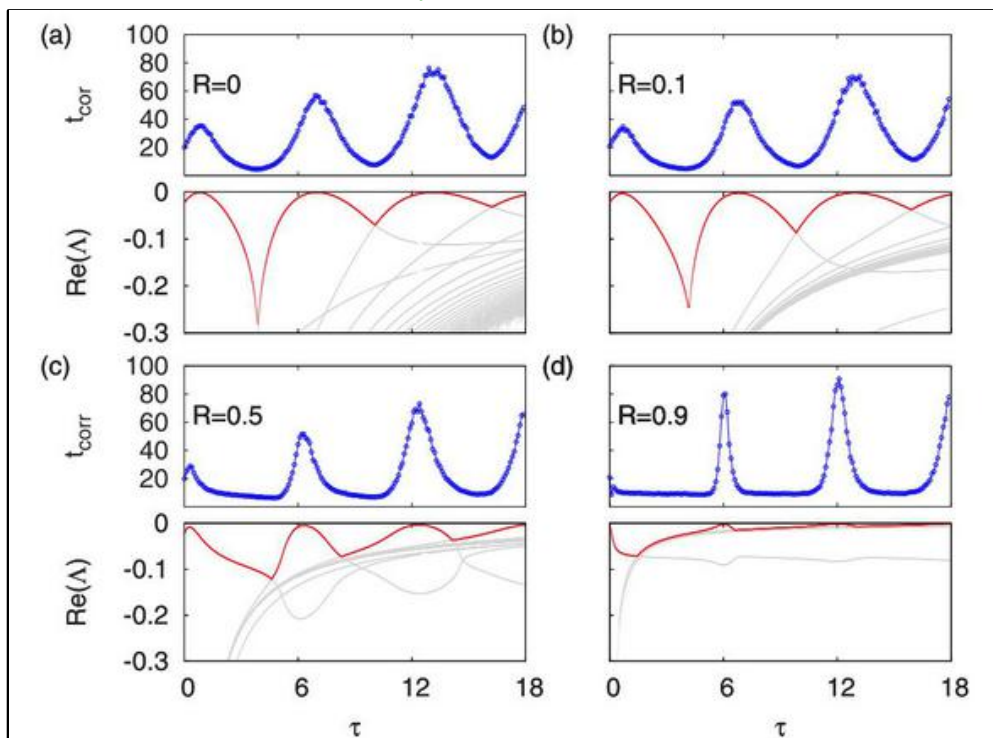 (a)
100
80
60
40
20
t_cor
R=0
0
-0.1
-0.2
-0.3
Re(Λ)
(b)
R=0.1
(c)
100
80
60
40
20
t_corr
R=0.5
0
-0.1
-0.2
-0.3
Re(Λ)
0 6 12 18
τ
(d)
R=0.9
0 6 12 18
τ